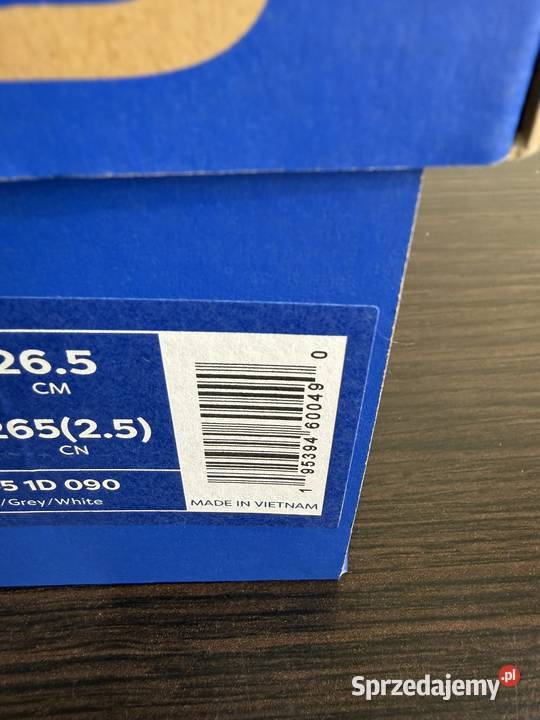 26.5
CM
265(2.5)
CN
5 1D 090
/Grey/White
1 95394 60049 0
MADE IN VIETNAM
Sprzedajemy.pl